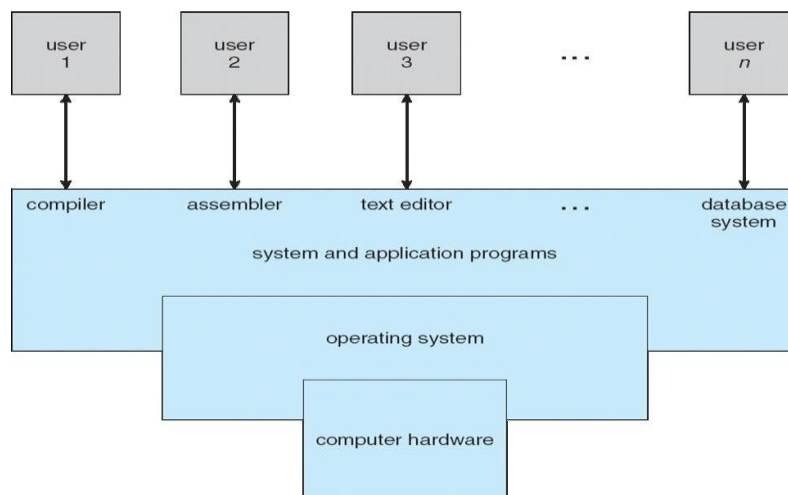 user
1
user
2
user
3
...
user
n
compiler
assembler
text editor
...
database
system
system and application programs
operating system
computer hardware